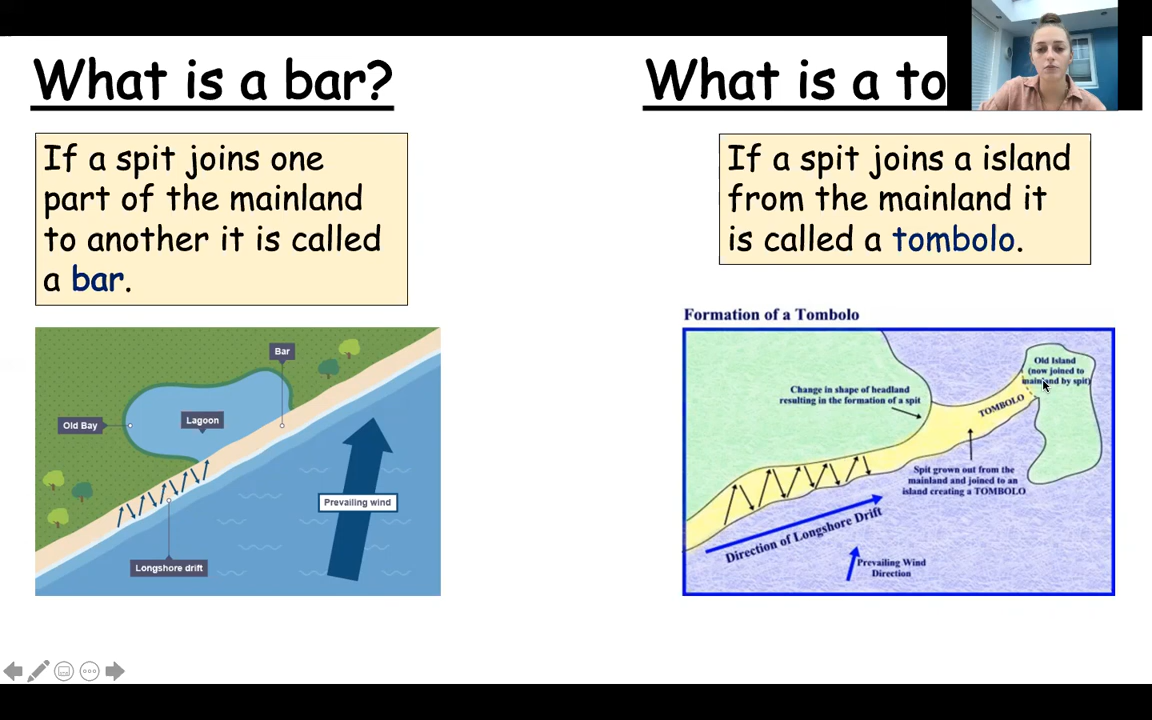 What is a bar?
If a spit joins one
part of the mainland
to another it is called
a bar.
Bar
Old Bay
Lagoon
Prevailing wind
Longshore drift
What is a to
If a spit joins a island
from the mainland it
is called a tombolo.
Formation of a Tombolo
Old Island
(now joined to
mainland by spit)
Change in shape of headland
resulting in the formation of a spit
TOMBOLO
Spit grown out from the
mainland and joined to an
island creating a TOMBOLO
Direction of Longshore Drift
Prevailing Wind
Direction